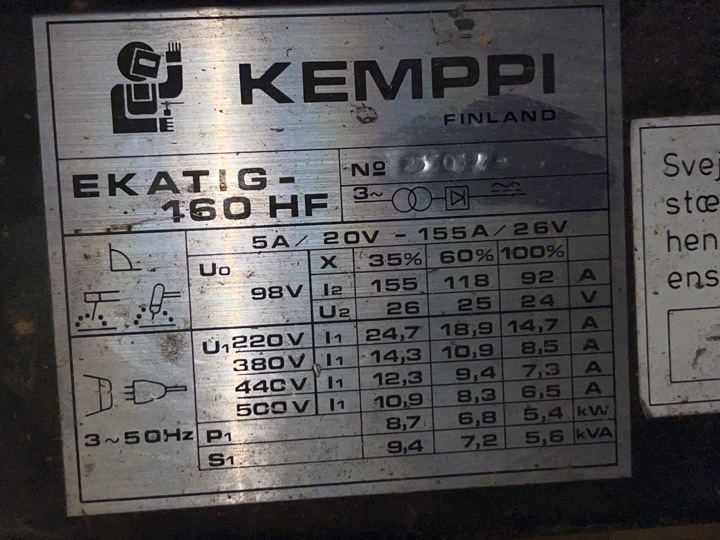 KEMPPI
FINLAND
EKATIG-
160 HF
Nº
3~
5A/20V - 155A/26V
U0 98V
X 35% 60% 100%
I2 155 118 92 A
U2 26 25 24 V
U1 220V I1 24,7 18,9 14,7 A
380V I1 14,3 10,9 8,5 A
440V I1 12,3 9,4 7,3 A
500V I1 10,9 8,3 6,5 A
3~50Hz
P1 8,7 6,8 5,4 kW
S1 9,4 7,2 5,6 kVA
Svej
stæ
hen
ens